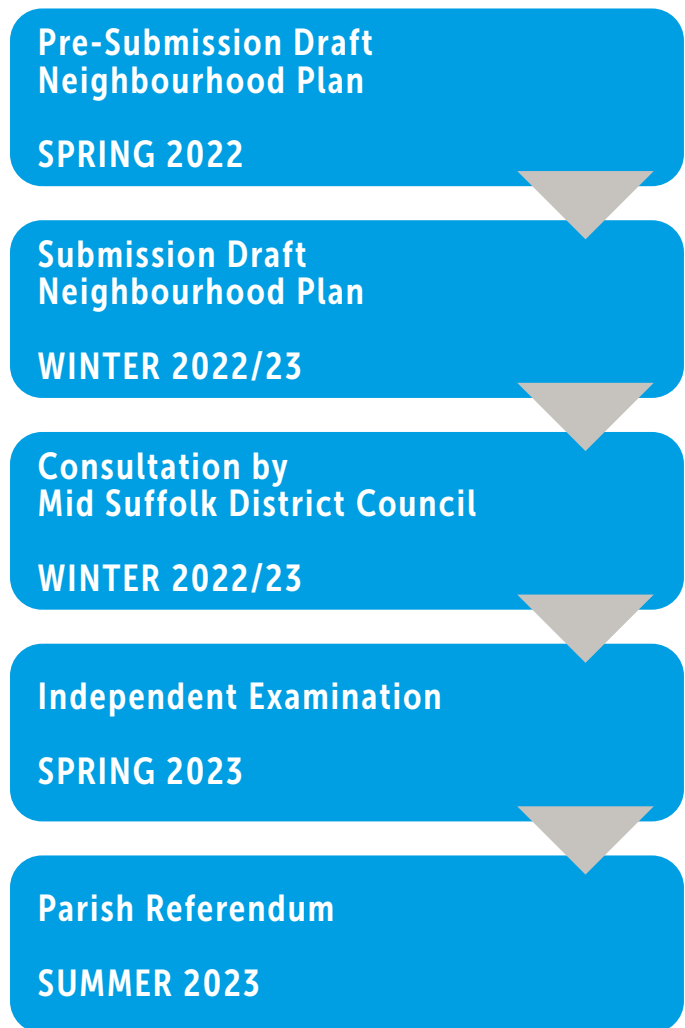 Pre-Submission Draft
Neighbourhood Plan
SPRING 2022
Submission Draft
Neighbourhood Plan
WINTER 2022/23
Consultation by
Mid Suffolk District Council
WINTER 2022/23
Independent Examination
SPRING 2023
Parish Referendum
SUMMER 2023